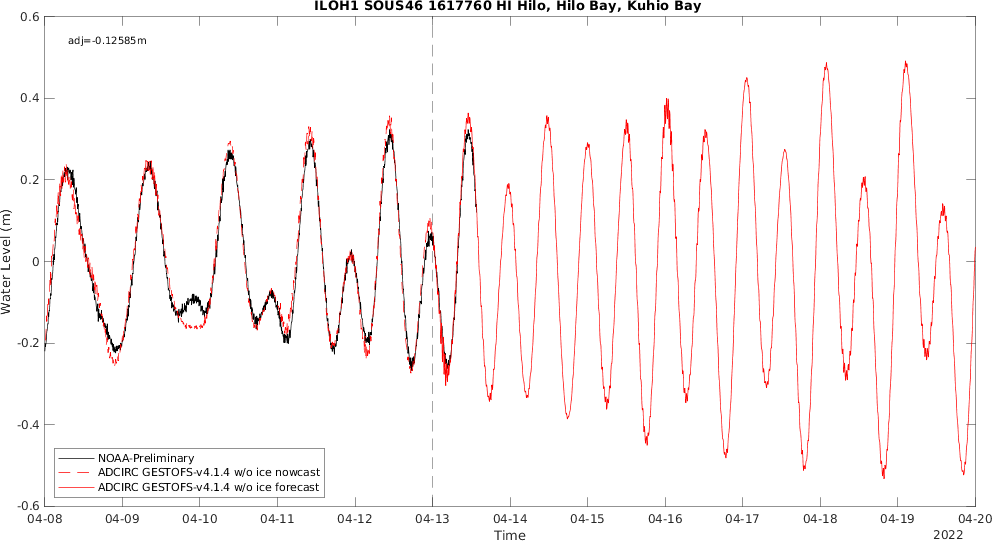 ILOH1 SOUS46 1617760 HI Hilo, Hilo Bay, Kuhio Bay
adj=-0.12585m
0.6
0.4
0.2
0
-0.2
-0.4
-0.6
Water Level (m)
NOAA-Preliminary
ADCIRC GESTOFS-v4.1.4 w/o ice nowcast
ADCIRC GESTOFS-v4.1.4 w/o ice forecast
04-08 04-09 04-10 04-11 04-12 04-13 04-14 04-15 04-16 04-17 04-18 04-19 04-20
Time
2022